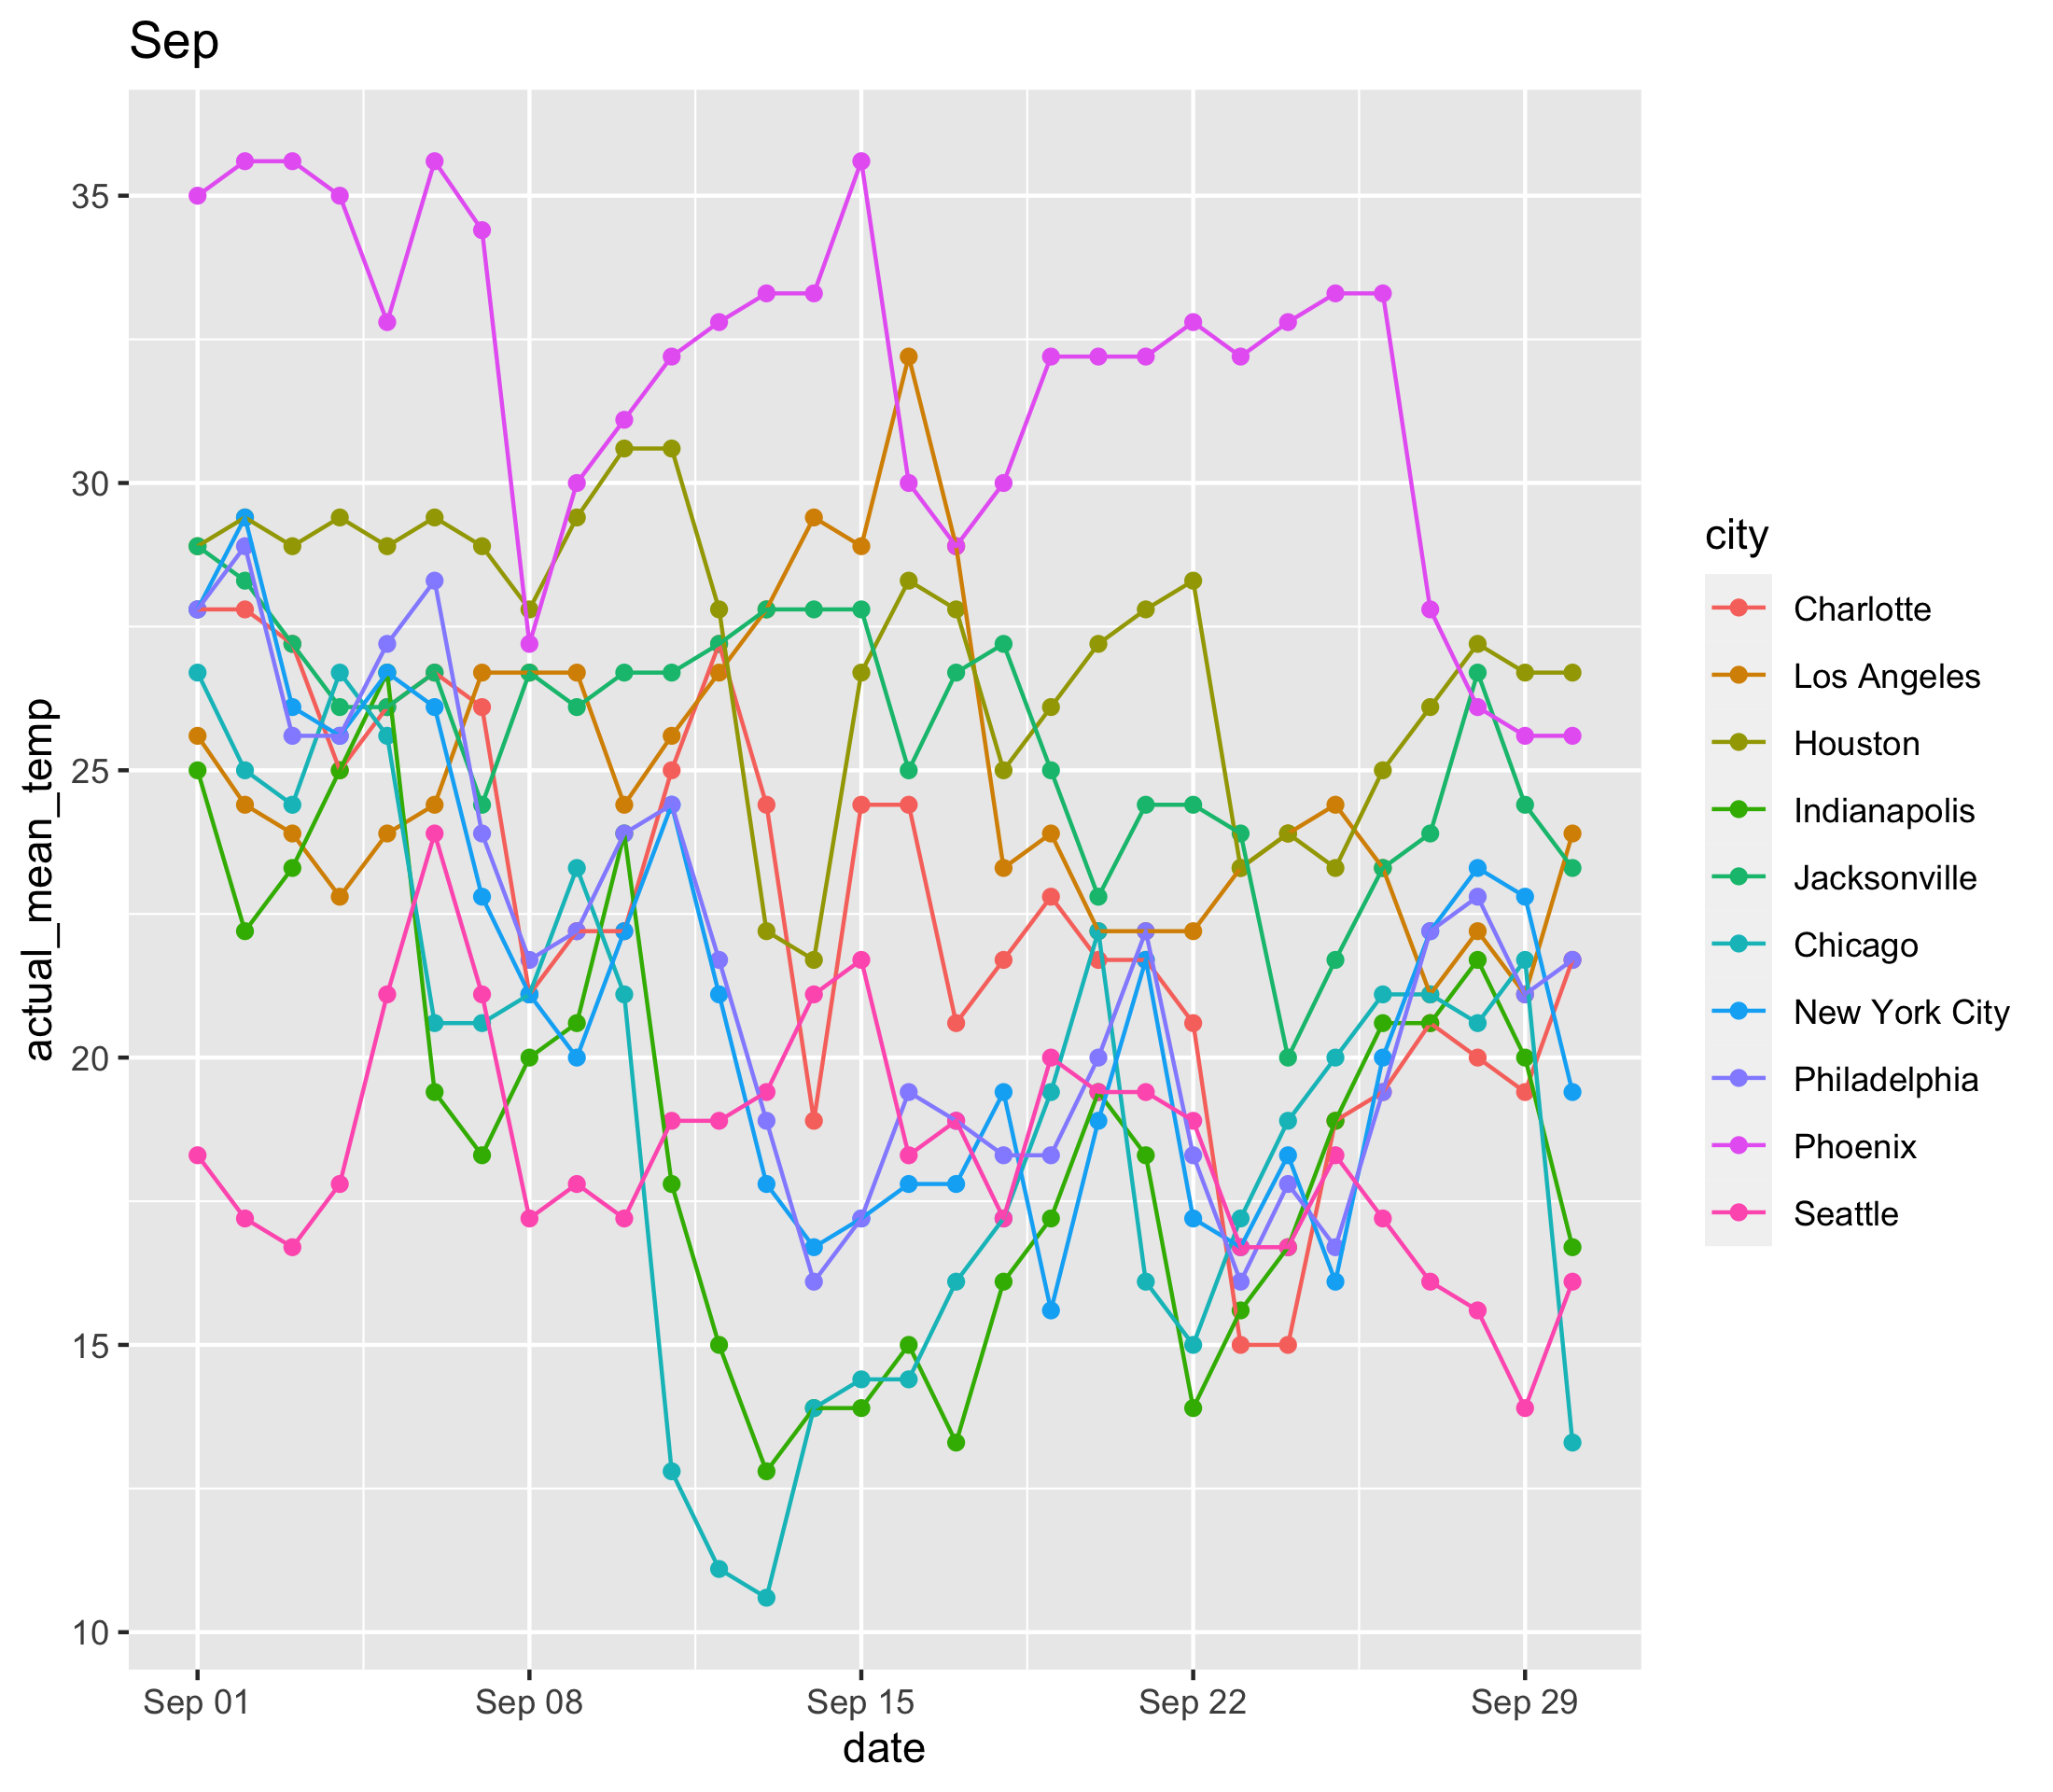 Sep
35
30
25
20
15
10
actual_mean_temp
Sep 01
Sep 08
Sep 15
Sep 22
Sep 29
date
city
Charlotte
Los Angeles
Houston
Indianapolis
Jacksonville
Chicago
New York City
Philadelphia
Phoenix
Seattle